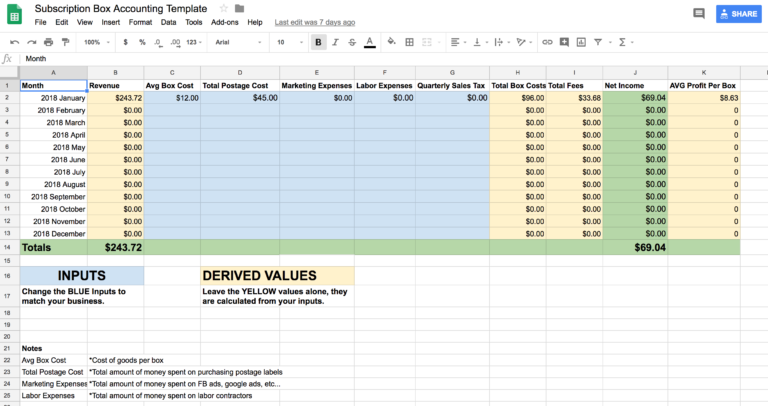 Subscription Box Accounting Template
File Edit View Insert Format Data Tools Add-ons Help Last edit was 7 days ago
SHARE
100% $ % .0 .00 123 Arial 10 B I S A
fx Month
A B C D E F G H I J K
1 Month Revenue Avg Box Cost Total Postage Cost Marketing Expenses Labor Expenses Quarterly Sales Tax Total Box Costs Total Fees Net Income AVG Profit Per Box
2 2018 January $243.72 $12.00 $45.00 $0.00 $0.00 $0.00 $96.00 $33.68 $69.04 $8.63
3 2018 February $0.00 $0.00 $0.00 $0.00 0
4 2018 March $0.00 $0.00 $0.00 $0.00 0
5 2018 April $0.00 $0.00 $0.00 $0.00 0
6 2018 May $0.00 $0.00 $0.00 $0.00 0
7 2018 June $0.00 $0.00 $0.00 $0.00 0
8 2018 July $0.00 $0.00 $0.00 $0.00 0
9 2018 August $0.00 $0.00 $0.00 $0.00 0
10 2018 September $0.00 $0.00 $0.00 $0.00 0
11 2018 October $0.00 $0.00 $0.00 $0.00 0
12 2018 November $0.00 $0.00 $0.00 $0.00 0
13 2018 December $0.00 $0.00 $0.00 $0.00 0
14 Totals $243.72 $69.04
15
16 INPUTS DERIVED VALUES
17 Change the BLUE Inputs to match your business. Leave the YELLOW values alone, they are calculated from your inputs.
18
19
20
21 Notes
22 Avg Box Cost *Cost of goods per box
23 Total Postage Cost *Total amount of money spent on purchasing postage labels
24 Marketing Expenses *Total amount of money spent on FB ads, google ads, etc...
25 Labor Expenses *Total amount of money spent on labor contractors